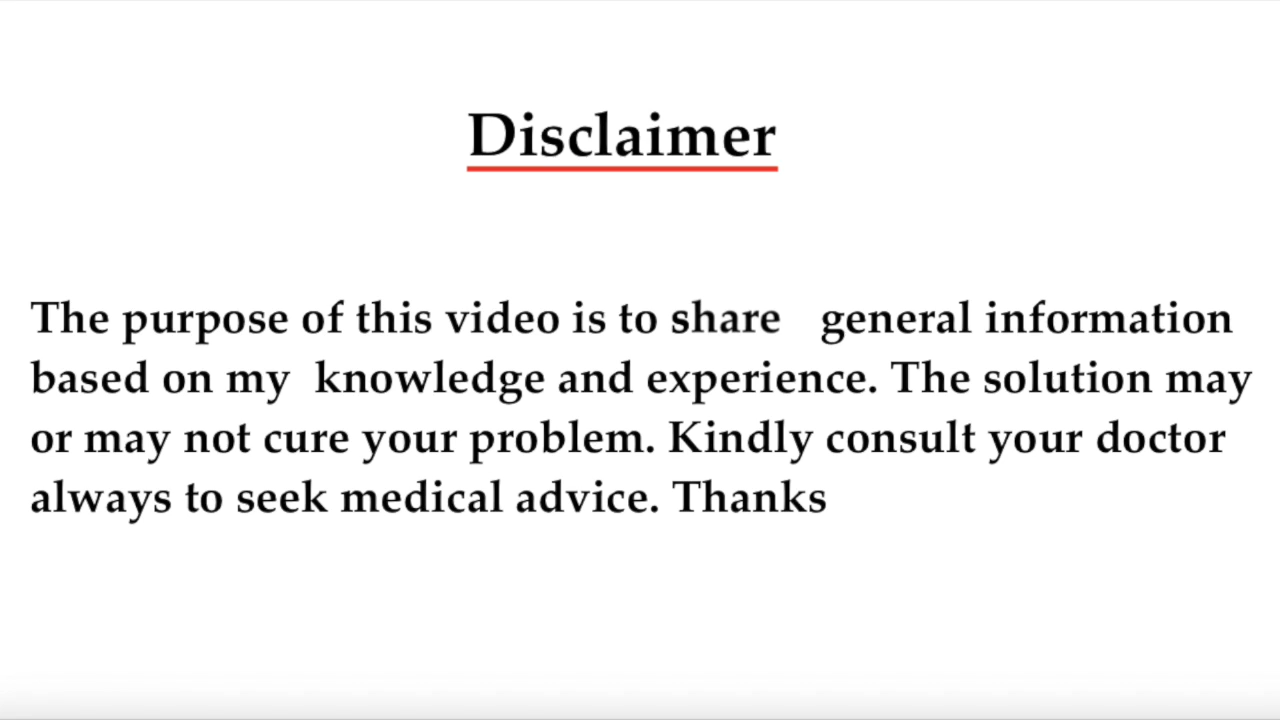 Disclaimer
The purpose of this video is to share general information
based on my knowledge and experience. The solution may
or may not cure your problem. Kindly consult your doctor
always to seek medical advice. Thanks